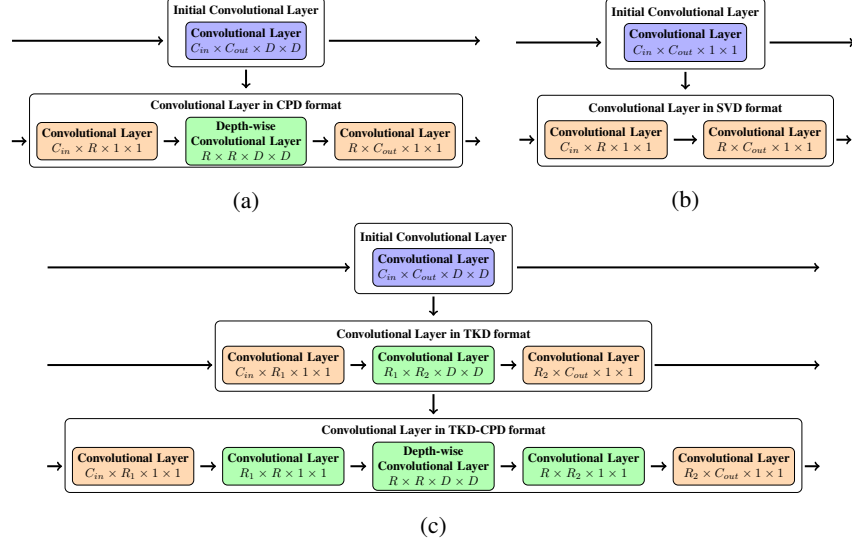 Initial Convolutional Layer
Convolutional Layer
C_in × C_out × D × D
Convolutional Layer in CPD format
Convolutional Layer
C_in × R × 1 × 1
Depth-wise
Convolutional Layer
R × R × D × D
Convolutional Layer
R × C_out × 1 × 1
(a)
Initial Convolutional Layer
Convolutional Layer
C_in × C_out × 1 × 1
Convolutional Layer in SVD format
Convolutional Layer
C_in × R × 1 × 1
Convolutional Layer
R × C_out × 1 × 1
(b)
Initial Convolutional Layer
Convolutional Layer
C_in × C_out × D × D
Convolutional Layer in TKD format
Convolutional Layer
C_in × R_1 × 1 × 1
Convolutional Layer
R_1 × R_2 × D × D
Convolutional Layer
R_2 × C_out × 1 × 1
Convolutional Layer in TKD-CPD format
Convolutional Layer
C_in × R_1 × 1 × 1
Convolutional Layer
R_1 × R × 1 × 1
Depth-wise
Convolutional Layer
R × R × D × D
Convolutional Layer
R × R_2 × 1 × 1
Convolutional Layer
R_2 × C_out × 1 × 1
(c)